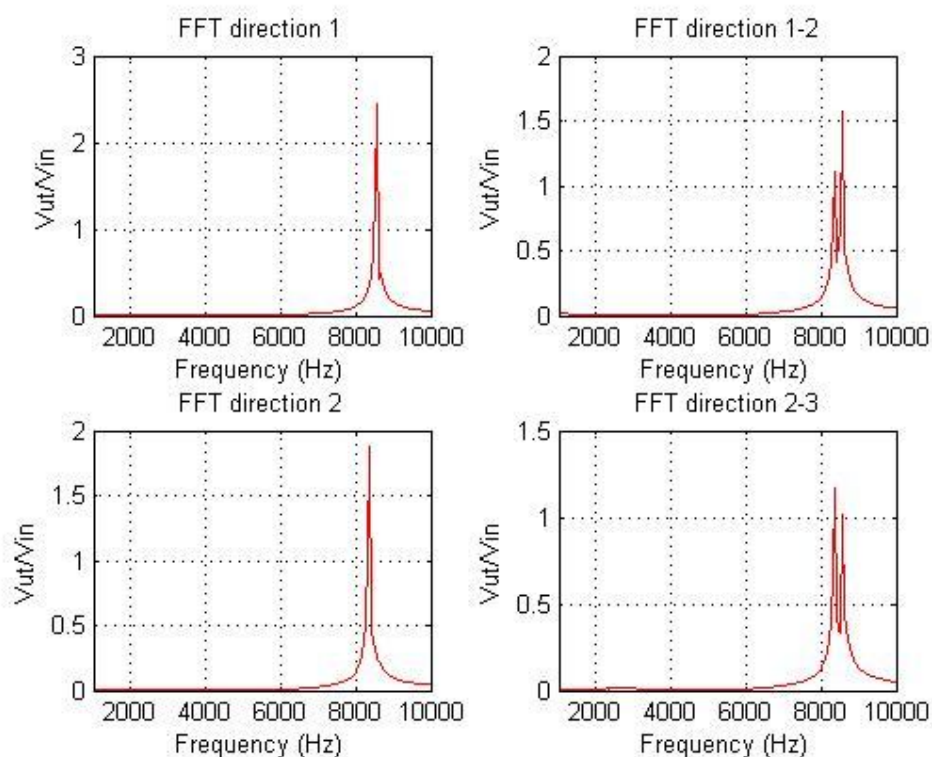 FFT direction 1
3
2
1
0
Vut/Vin
2000 4000 6000 8000 10000
Frequency (Hz)
FFT direction 1-2
2
1.5
1
0.5
0
Vut/Vin
2000 4000 6000 8000 10000
Frequency (Hz)
FFT direction 2
2
1.5
1
0.5
0
Vut/Vin
2000 4000 6000 8000 10000
Frequency (Hz)
FFT direction 2-3
1.5
1
0.5
0
Vut/Vin
2000 4000 6000 8000 10000
Frequency (Hz)